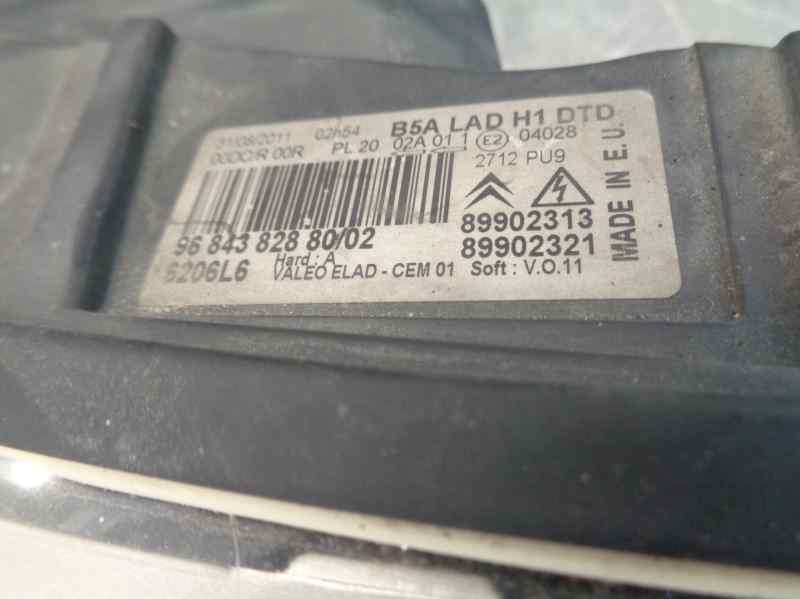 31/08/2011 02h54 B5A LAD H1 DTD
03DC/R 00R PL 20 02A 01 1 E2 04028
2712 PU9
96 843 828 80/02 89902313
6206L6 Hard : A 89902321
VALEO ELAD - CEM 01 Soft : V.O.11
MADE IN E.U.